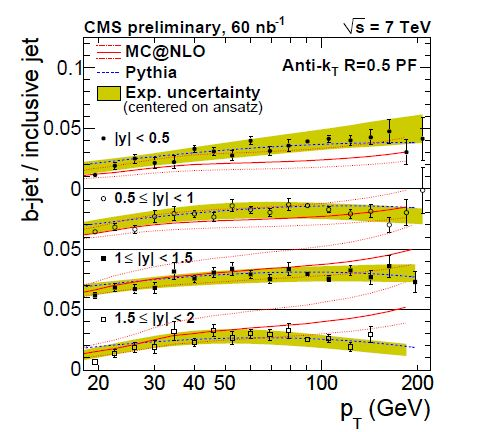 CMS preliminary, 60 nb⁻¹ √s = 7 TeV
MC@NLO
Pythia
Exp. uncertainty
(centered on ansatz)
Anti-k_T R=0.5 PF
b-jet / inclusive jet
0.1
0.05
|y| < 0.5
0
0.5 ≤ |y| < 1
0.05
1 ≤ |y| < 1.5
0.05
1.5 ≤ |y| < 2
0
20 30 40 50 100 200
p_T (GeV)